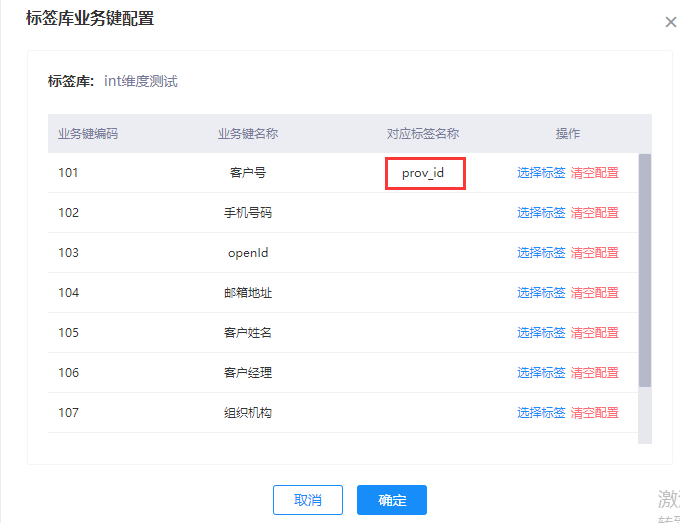 标签库业务键配置
×
标签库： int维度测试
业务键编码 业务键名称 对应标签名称 操作
101 客户号 prov_id 选择标签 清空配置
102 手机号码 选择标签 清空配置
103 openId 选择标签 清空配置
104 邮箱地址 选择标签 清空配置
105 客户姓名 选择标签 清空配置
106 客户经理 选择标签 清空配置
107 组织机构 选择标签 清空配置
取消 确定